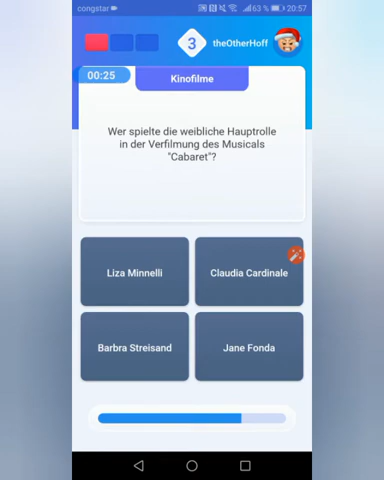 congstar
63 %
20:57
3
theOtherHoff
00:25
Kinofilme
Wer spielte die weibliche Hauptrolle
in der Verfilmung des Musicals
"Cabaret"?
Liza Minnelli
Claudia Cardinale
Barbra Streisand
Jane Fonda